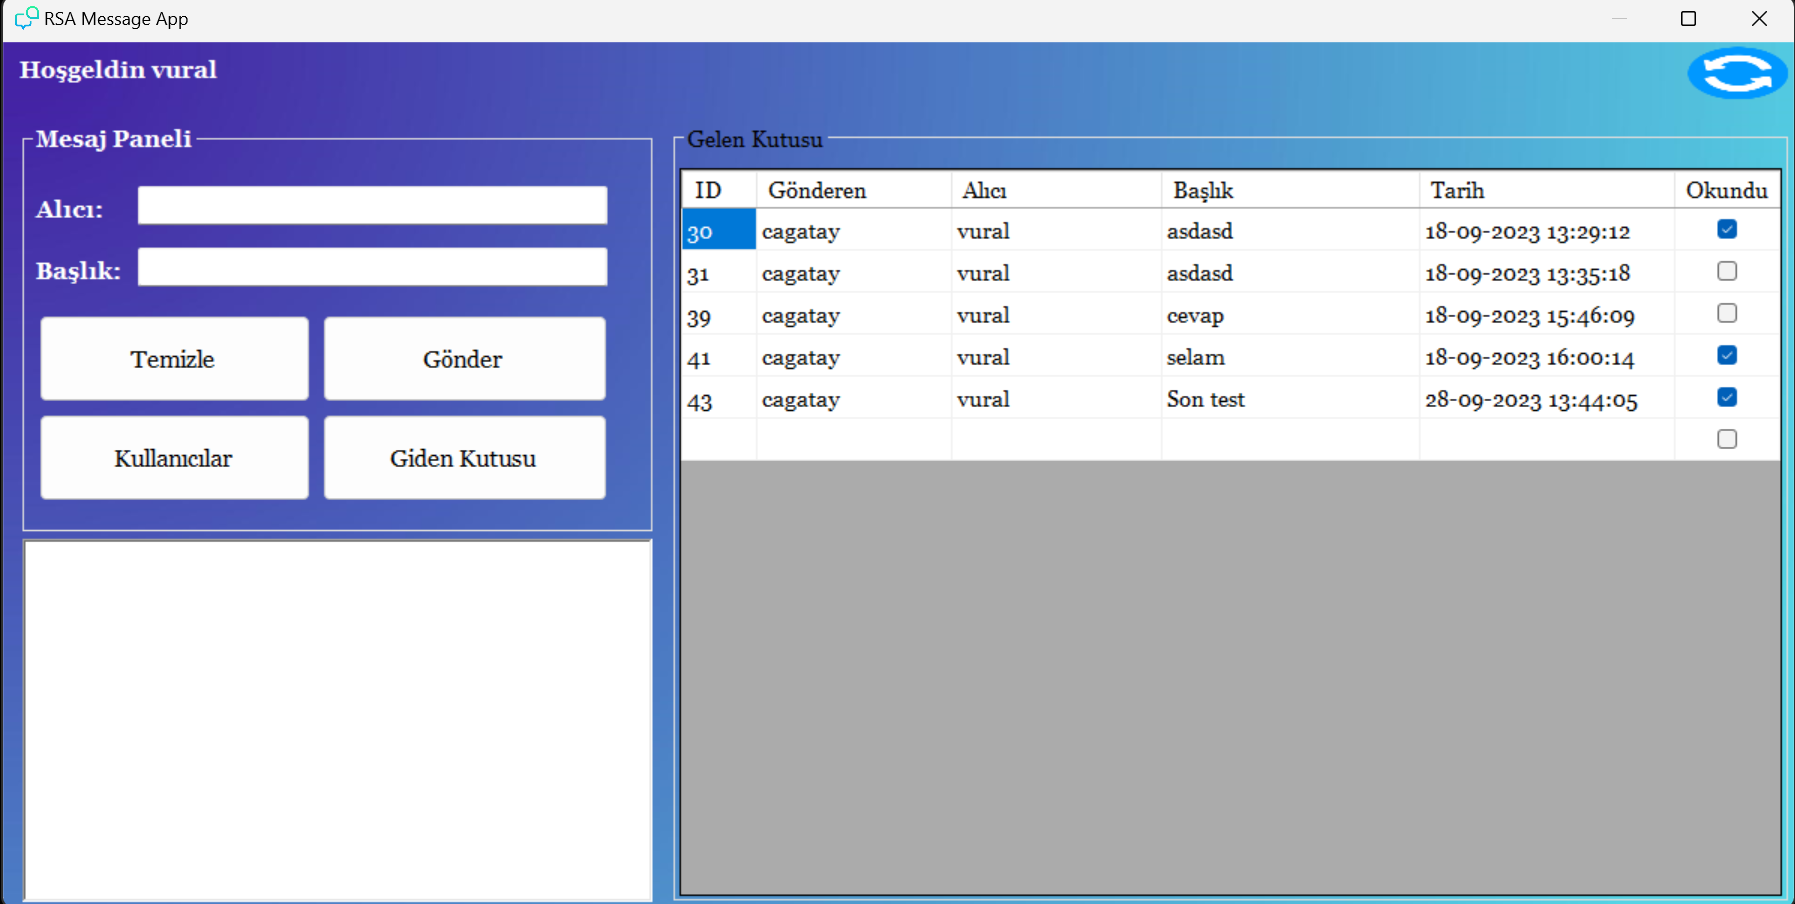 RSA Message App
Hoşgeldin vural
Mesaj Paneli
Alıcı:
Başlık:
Temizle Gönder
Kullanıcılar Giden Kutusu
Gelen Kutusu
ID Gönderen Alıcı Başlık Tarih Okundu
30 cagatay vural asdasd 18-09-2023 13:29:12
31 cagatay vural asdasd 18-09-2023 13:35:18
39 cagatay vural cevap 18-09-2023 15:46:09
41 cagatay vural selam 18-09-2023 16:00:14
43 cagatay vural Son test 28-09-2023 13:44:05